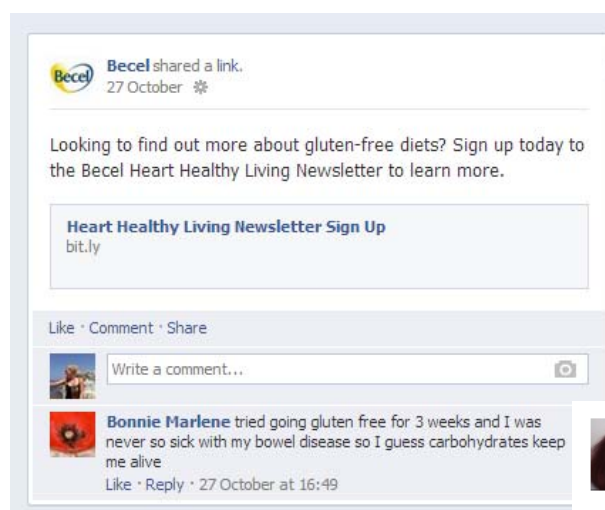 Becel
Becel shared a link.
27 October
Looking to find out more about gluten-free diets? Sign up today to
the Becel Heart Healthy Living Newsletter to learn more.
Heart Healthy Living Newsletter Sign Up
bit.ly
Like · Comment · Share
Write a comment...
Bonnie Marlene tried going gluten free for 3 weeks and I was
never so sick with my bowel disease so I guess carbohydrates keep
me alive
Like · Reply · 27 October at 16:49